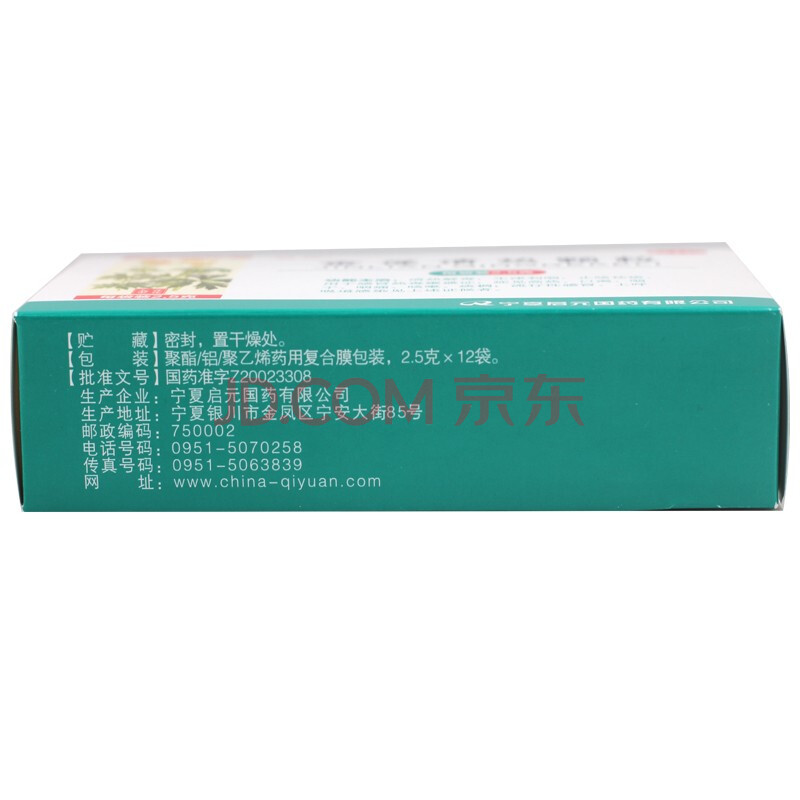 宁夏启元国药有限公司
【贮　　藏】密封，置干燥处。
【包　　装】聚酯/铝/聚乙烯药用复合膜包装，2.5克×12袋。
【批准文号】国药准字Z20023308
生产企业：宁夏启元国药有限公司
生产地址：宁夏银川市金凤区宁安大街85号
邮政编码：750002
电话号码：0951-5070258
传真号码：0951-5063839
网　　址：www.china-qiyuan.com
JD.COM 京东